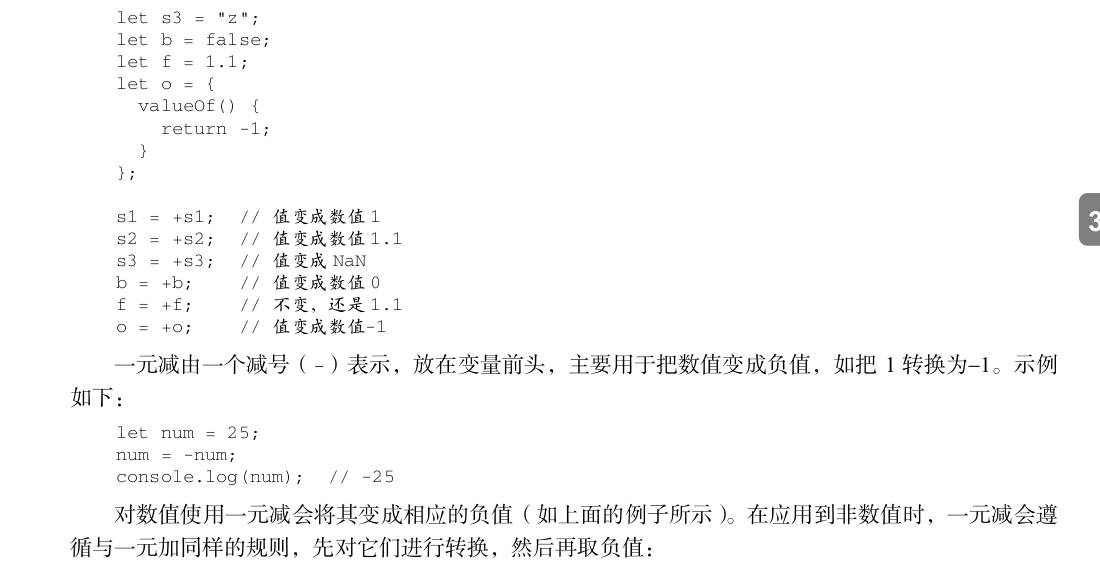 let s3 = "z";
let b = false;
let f = 1.1;
let o = {
  valueOf() {
    return -1;
  }
};
s1 = +s1;  // 值变成数值 1
s2 = +s2;  // 值变成数值 1.1
s3 = +s3;  // 值变成 NaN
b = +b;    // 值变成数值 0
f = +f;    // 不变，还是 1.1
o = +o;    // 值变成数值-1
3
一元减由一个减号（-）表示，放在变量前头，主要用于把数值变成负值，如把 1 转换为–1。示例
如下：
let num = 25;
num = -num;
console.log(num);  // -25
对数值使用一元减会将其变成相应的负值（如上面的例子所示）。在应用到非数值时，一元减会遵
循与一元加同样的规则，先对它们进行转换，然后再取负值：